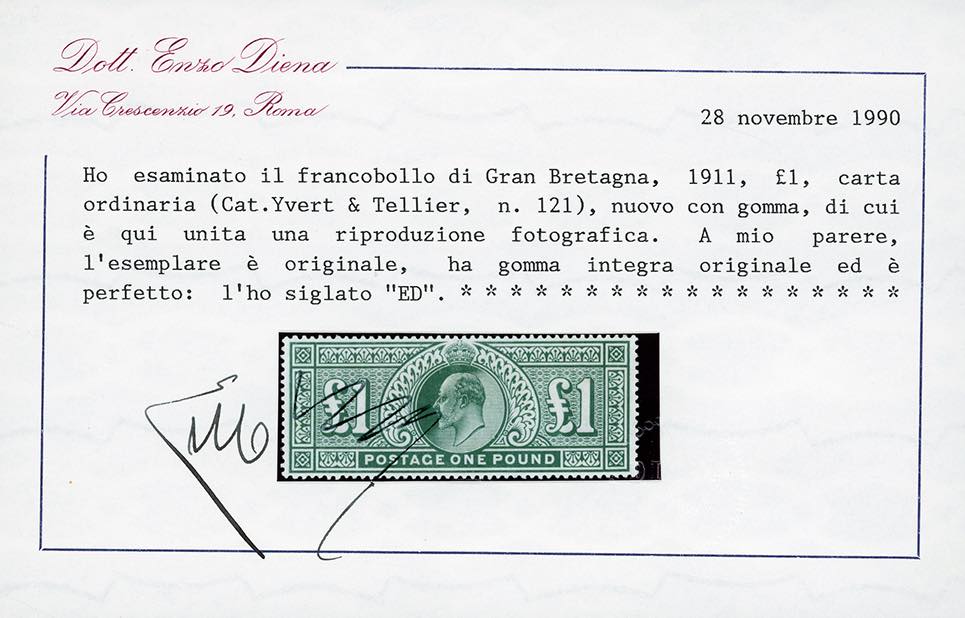 Dott. Enzo Diena
Via Crescenzio 19, Roma
28 novembre 1990
Ho esaminato il francobollo di Gran Bretagna, 1911, £1, carta
ordinaria (Cat.Yvert & Tellier, n. 121), nuovo con gomma, di cui
è qui unita una riproduzione fotografica. A mio parere,
l'esemplare è originale, ha gomma integra originale ed è
perfetto: l'ho siglato "ED". * * * * * * * * * * * * * * * * * *
£1 £1
POSTAGE ONE POUND